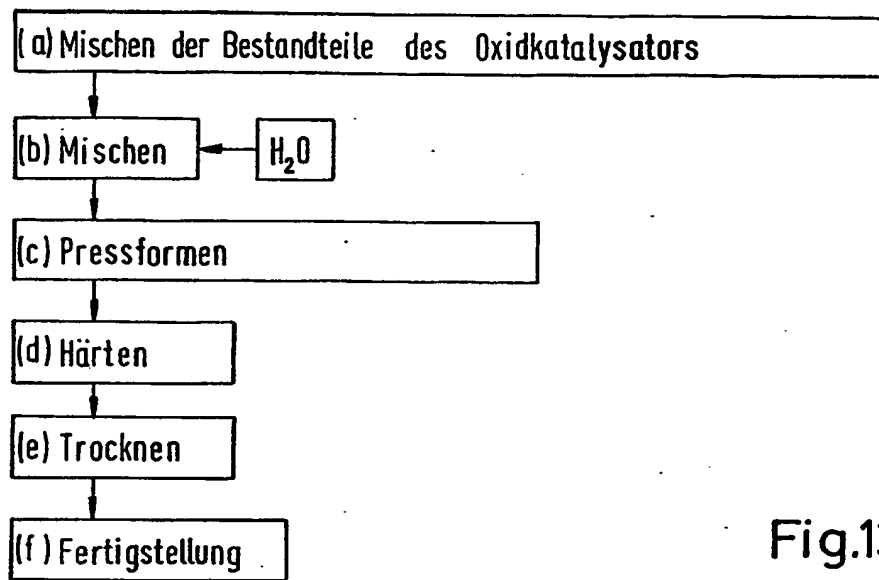 (a) Mischen der Bestandteile des Oxidkatalysators
(b) Mischen
H₂O
(c) Pressformen
(d) Härten
(e) Trocknen
(f) Fertigstellung